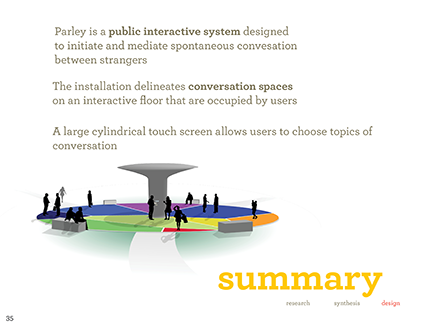 Parley is a public interactive system designed
to initiate and mediate spontaneous convesation
between strangers
The installation delineates conversation spaces
on an interactive floor that are occupied by users
A large cylindrical touch screen allows users to choose topics of
conversation
summary
research synthesis design
35